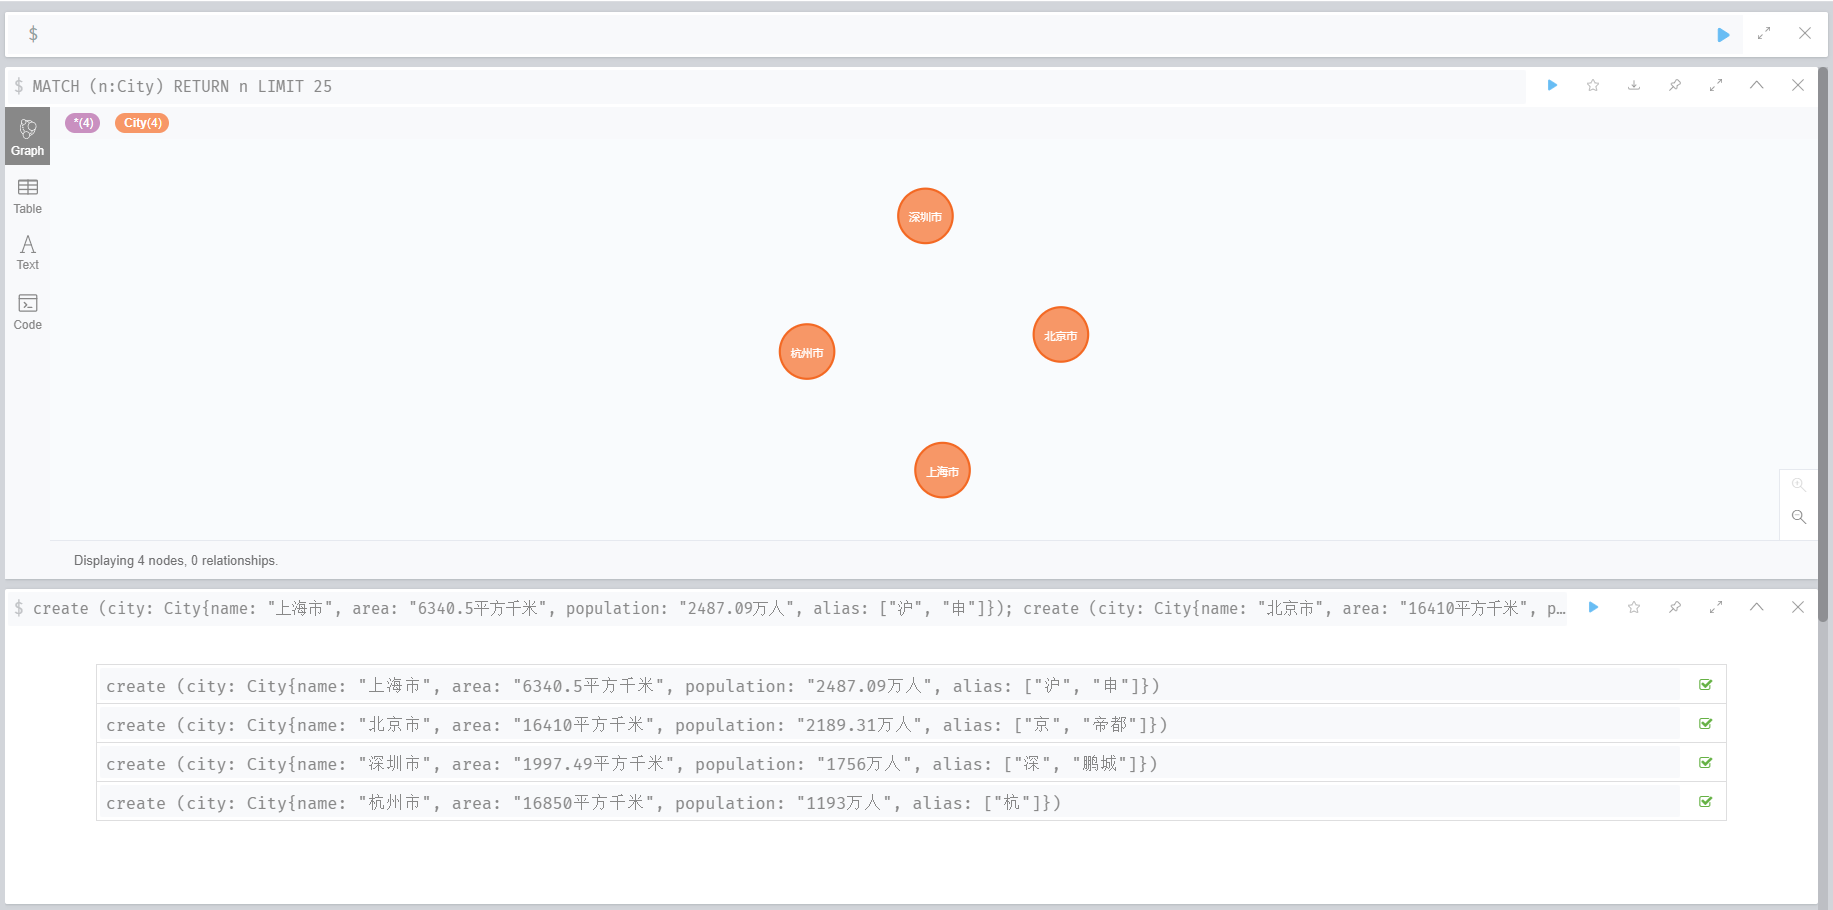 $
$ MATCH (n:City) RETURN n LIMIT 25
*(4) City(4)
Graph
Table
Text
Code
深圳市
北京市
杭州市
上海市
Displaying 4 nodes, 0 relationships.
$ create (city: City{name: "上海市", area: "6340.5平方千米", population: "2487.09万人", alias: ["沪", "申"]}); create (city: City{name: "北京市", area: "16410平方千米", p…
create (city: City{name: "上海市", area: "6340.5平方千米", population: "2487.09万人", alias: ["沪", "申"]})
create (city: City{name: "北京市", area: "16410平方千米", population: "2189.31万人", alias: ["京", "帝都"]})
create (city: City{name: "深圳市", area: "1997.49平方千米", population: "1756万人", alias: ["深", "鹏城"]})
create (city: City{name: "杭州市", area: "16850平方千米", population: "1193万人", alias: ["杭"]})